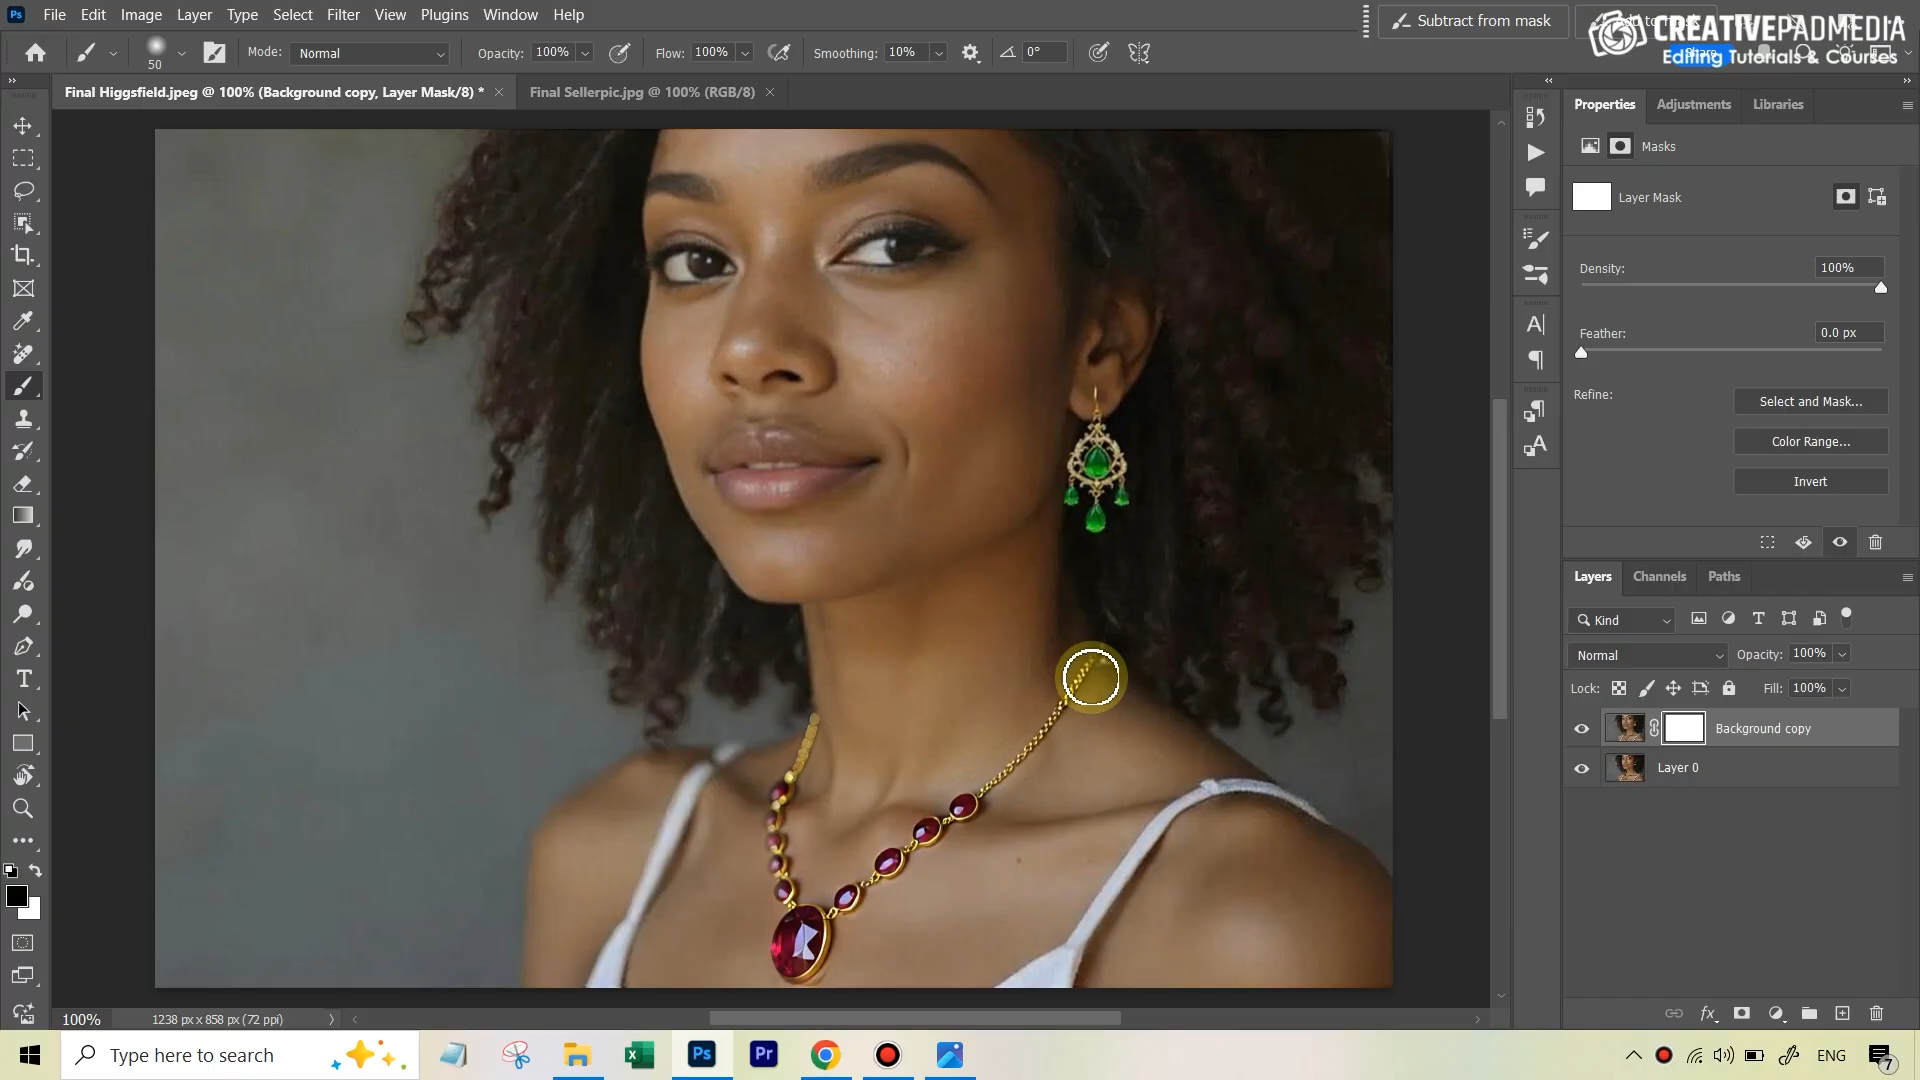 Ps File Edit Image Layer Type Select Filter View Plugins Window Help
Subtract from mask
CREATIVEPADMEDIA
Editing Tutorials & Courses
50 Mode: Normal Opacity: 100% Flow: 100% Smoothing: 10% 0°
Final Higgsfield.jpeg @ 100% (Background copy, Layer Mask/8) *
Final Sellerpic.jpg @ 100% (RGB/8)
Properties Adjustments Libraries
Masks
Layer Mask
Density: 100%
Feather: 0.0 px
Refine: Select and Mask...
Color Range...
Invert
Layers Channels Paths
Kind
Normal Opacity: 100%
Lock: Fill: 100%
Background copy
Layer 0
100% 1238 px x 858 px (72 ppi)
Type here to search
Ps Pr
ENG
7